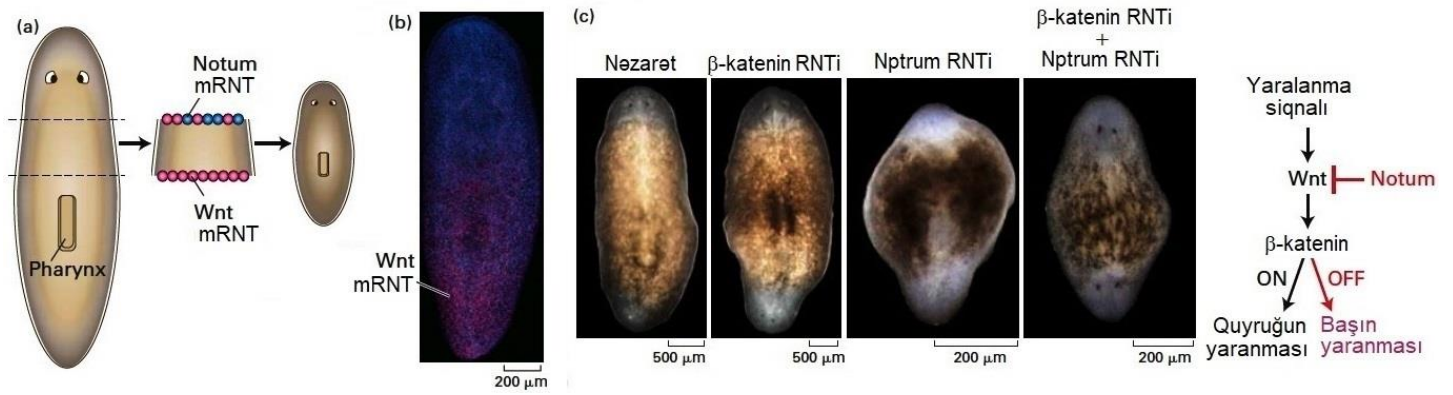 (a)
Notum
mRNT
Wnt
mRNT
Pharynx
(b)
Wnt
mRNT
200 µm
(c)
Nəzarət
500 µm
β-katenin RNTi
500 µm
Nptrum RNTi
200 µm
β-katenin RNTi
+
Nptrum RNTi
200 µm
Yaralanma
siqnalı
Wnt
Notum
β-katenin
ON
OFF
Quyruğun
yaranması
Başın
yaranması